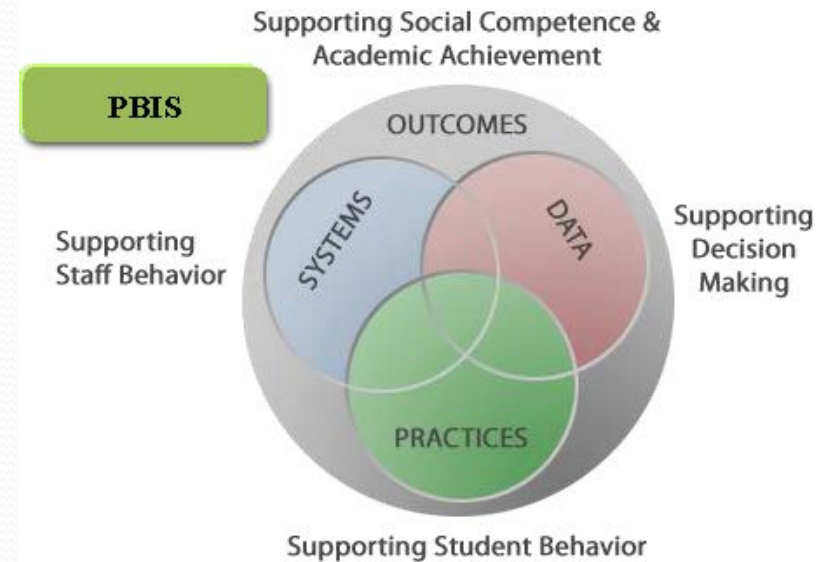 Supporting Social Competence &
Academic Achievement
PBIS
OUTCOMES
SYSTEMS
DATA
Supporting
Staff Behavior
Supporting
Decision
Making
PRACTICES
Supporting Student Behavior